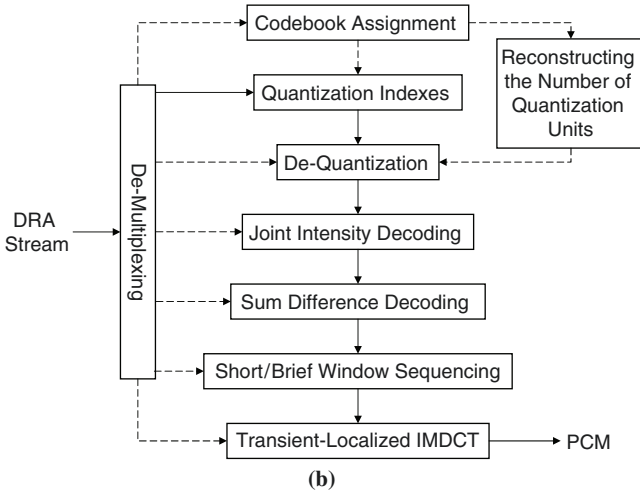 Codebook Assignment
Reconstructing
the Number of
Quantization
Units
Quantization Indexes
De-Quantization
De-Multiplexing
DRA
Stream
Joint Intensity Decoding
Sum Difference Decoding
Short/Brief Window Sequencing
Transient-Localized IMDCT
PCM
(b)